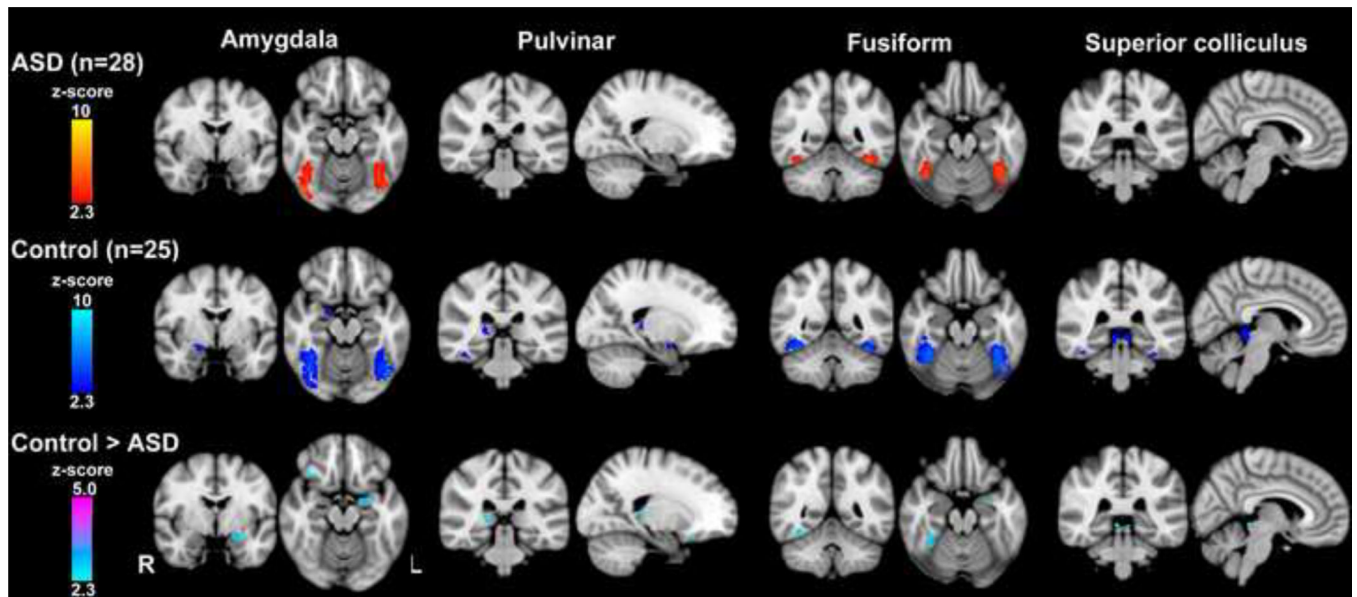 Amygdala
Pulvinar
Fusiform
Superior colliculus
ASD (n=28)
z-score
10
2.3
Control (n=25)
z-score
10
2.3
Control > ASD
z-score
5.0
2.3
R
L